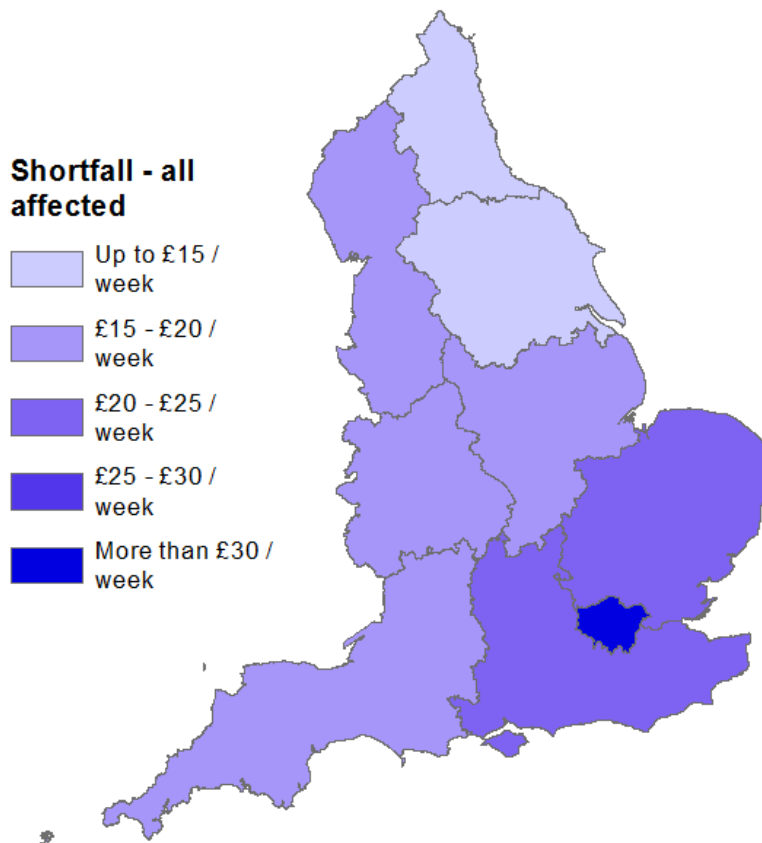 Shortfall - all
affected
Up to £15 /
week
£15 - £20 /
week
£20 - £25 /
week
£25 - £30 /
week
More than £30 /
week